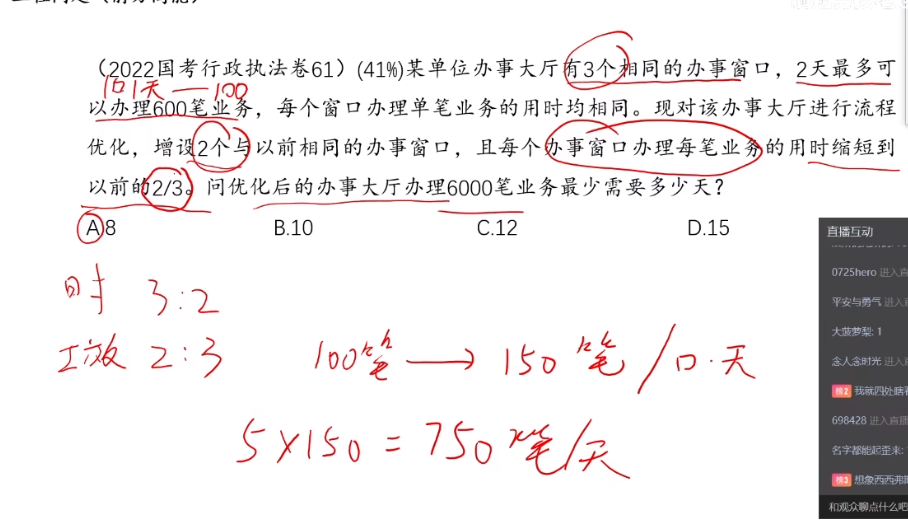 （2022国考行政执法卷61）(41%)某单位办事大厅有3个相同的办事窗口，2天最多可
1口1天 — 100
以办理600笔业务，每个窗口办理单笔业务的用时均相同。现对该办事大厅进行流程
优化，增设2个与以前相同的办事窗口，且每个办事窗口办理每笔业务的用时缩短到
以前的2/3。问优化后的办事大厅办理6000笔业务最少需要多少天？
A.8 B.10 C.12 D.15
时 3:2
工效 2:3 100笔 → 150笔/口·天
5×150=750笔/天
直播互动
0725hero 进入直
平安与勇气 进入
大菠萝梨: 1
念人念时光 进入
榜2 我就四处瞎
698428 进入直播
名字都能起歪来:
榜3 想象西西弗
和观众聊点什么吧